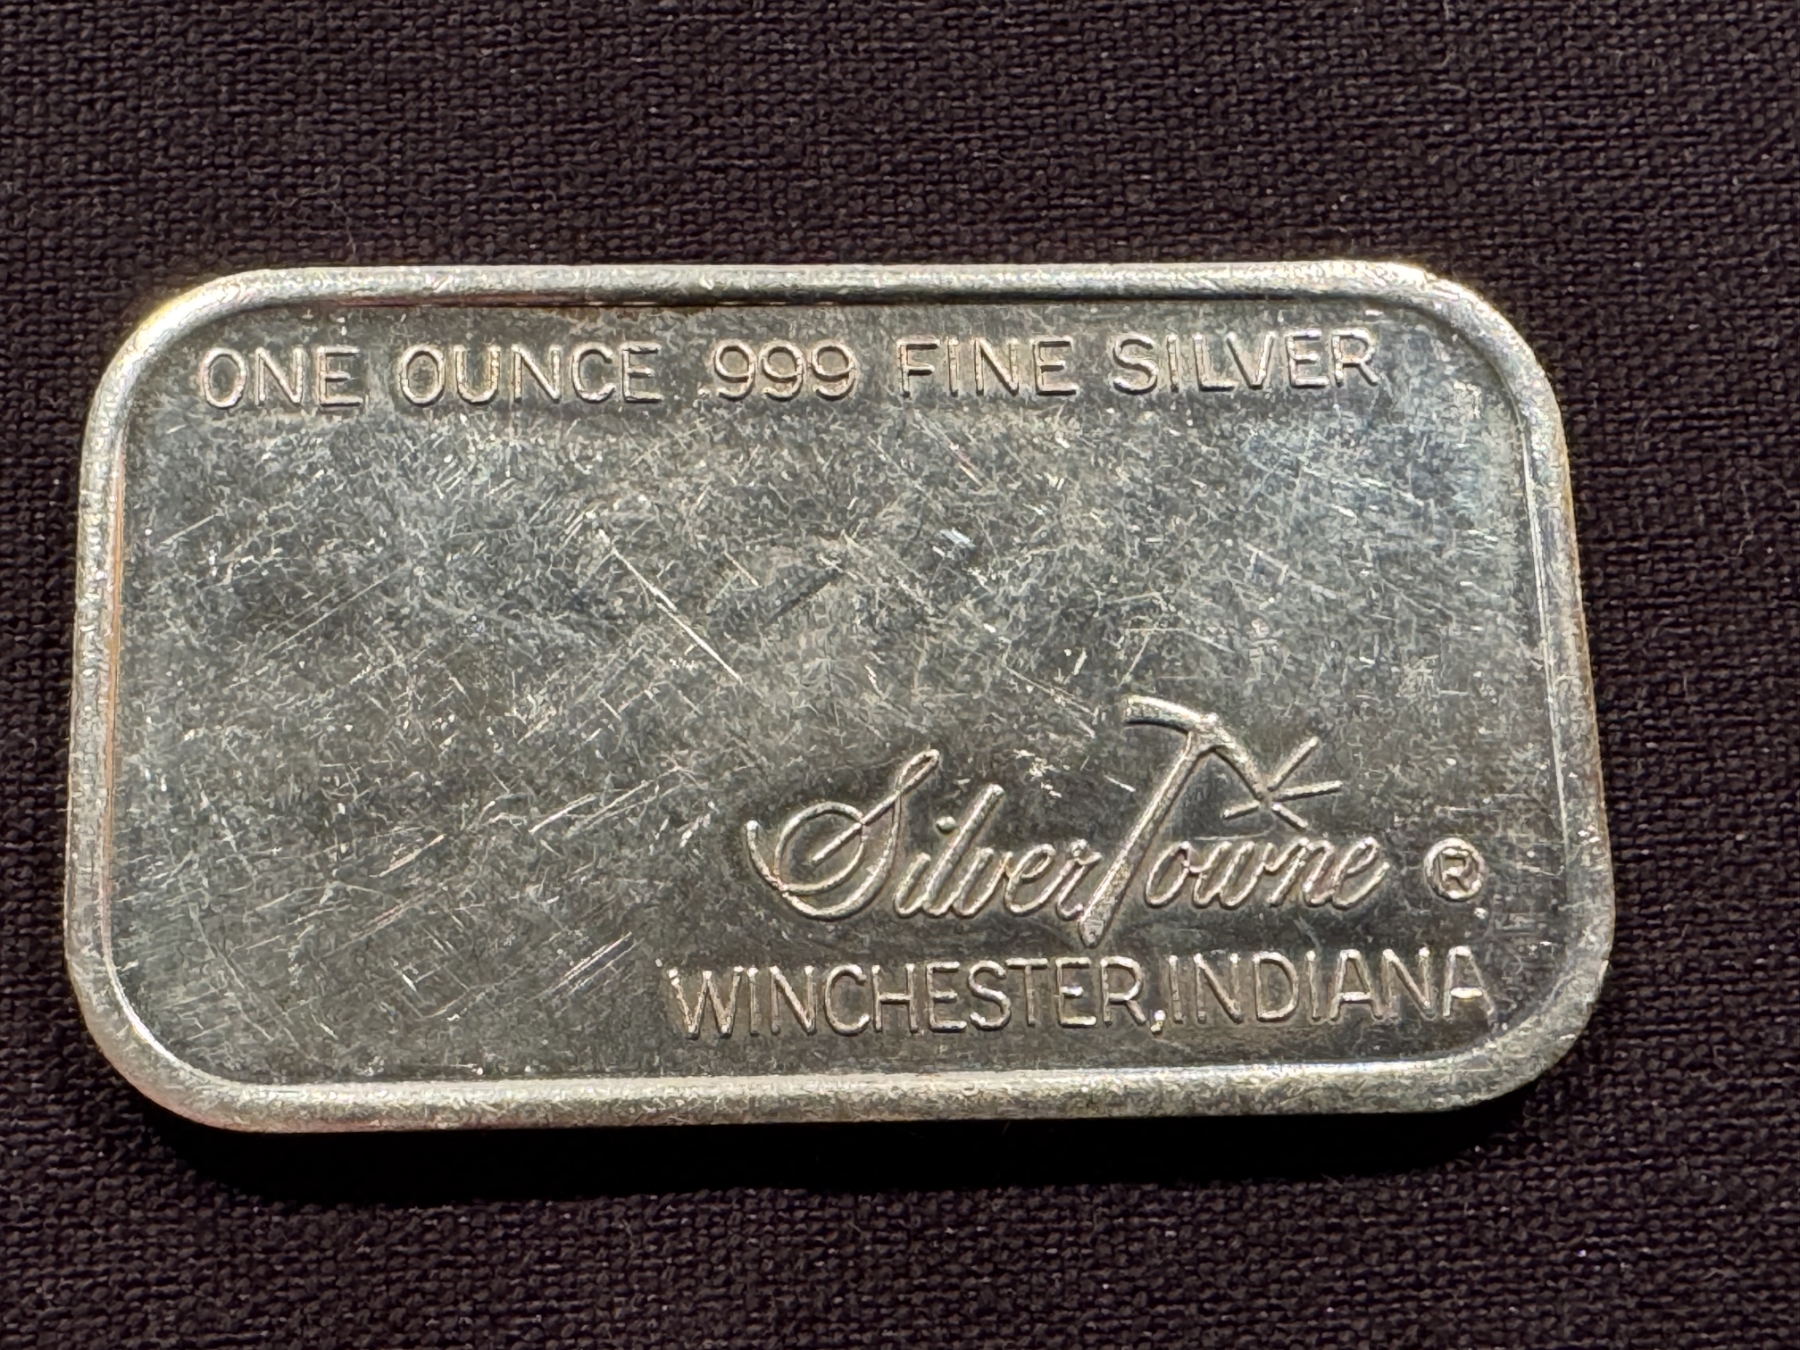 ONE OUNCE .999 FINE SILVER
SilverTowne ®
WINCHESTER, INDIANA